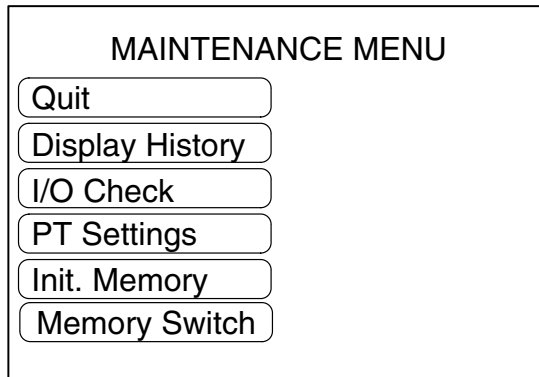 MAINTENANCE MENU
Quit
Display History
I/O Check
PT Settings
Init. Memory
Memory Switch